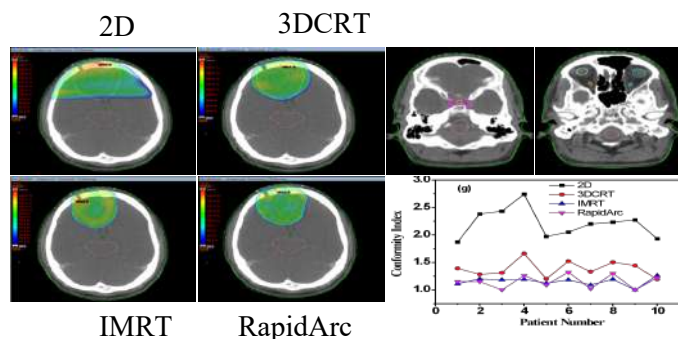 2D
3DCRT
IMRT
RapidArc
(g)
2D
3DCRT
IMRT
RapidArc
Conformity Index
3.0
2.5
2.0
1.5
1.0
0
2
4
6
8
10
Patient Number